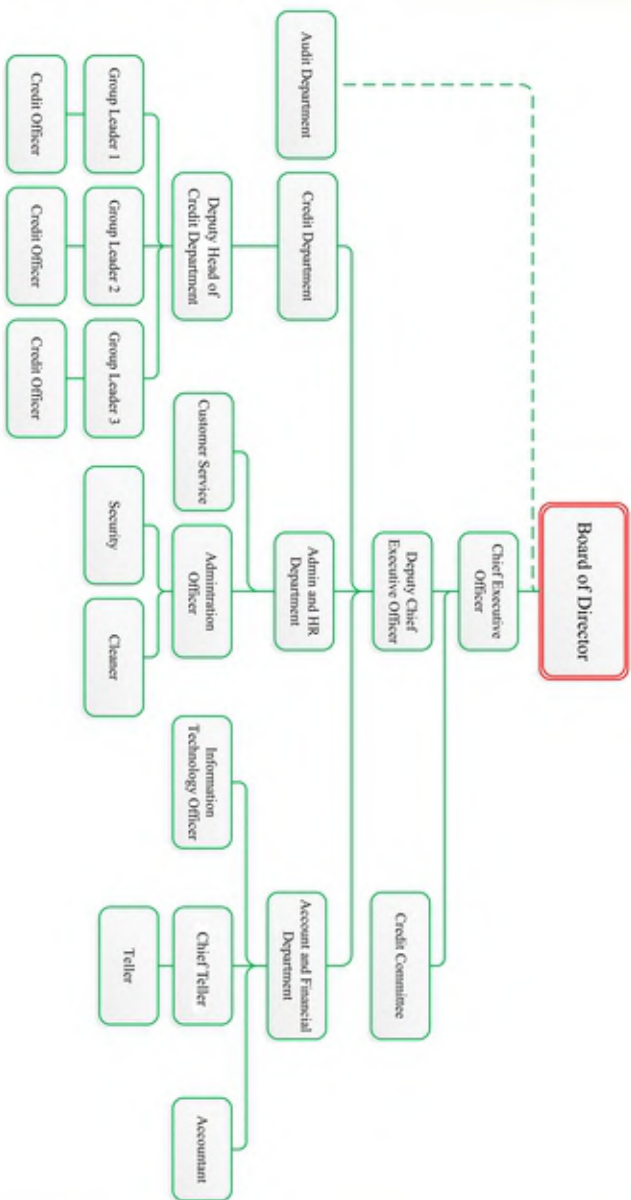 Board of Director
Chief Executive
Officer
Deputy Chief
Executive Officer
Credit Committee
Audit Department
Credit Department
Admin and HR
Department
Account and Financial
Department
Deputy Head of
Credit Department
Customer Service
Admintration
Officer
Information
Technology Officer
Chief Teller
Accountant
Group Leader 1
Group Leader 2
Group Leader 3
Security
Cleaner
Teller
Credit Officer
Credit Officer
Credit Officer